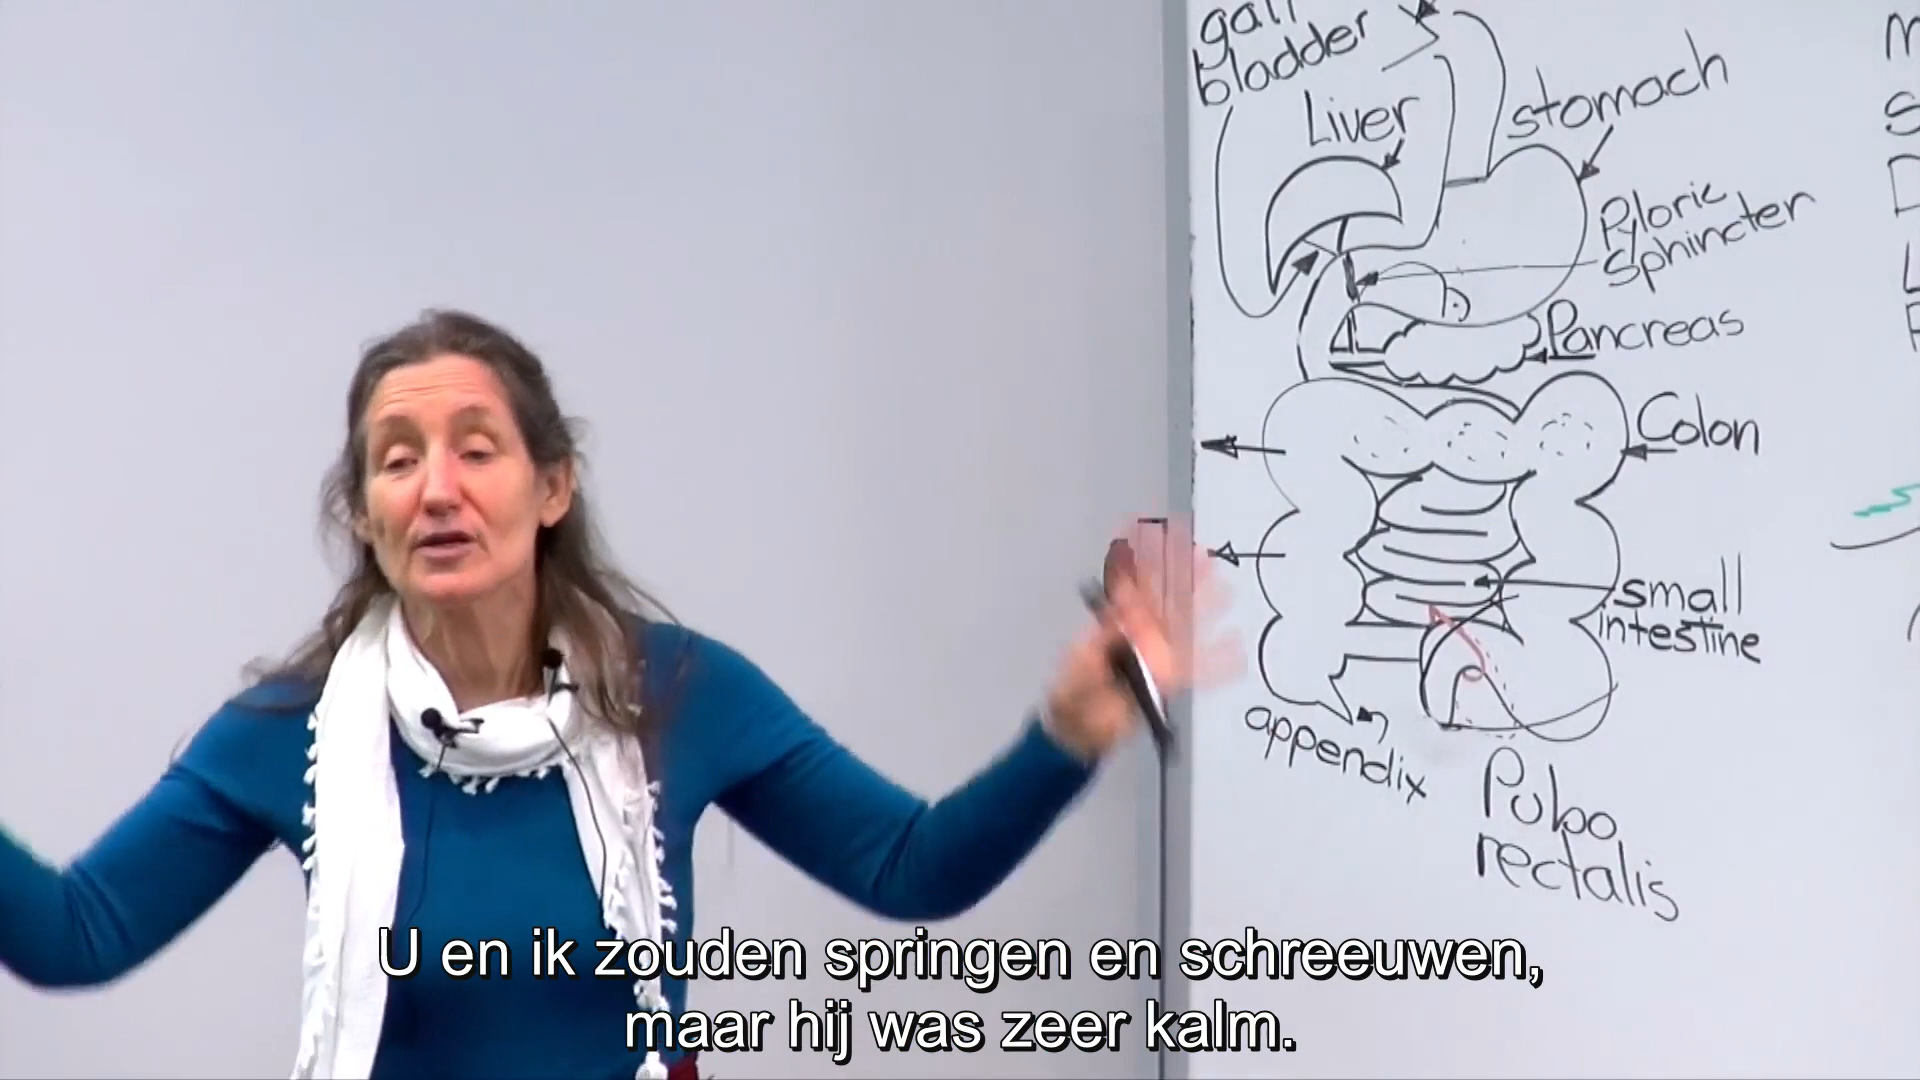 gall
bladder
Liver
stomach
Pyloric
sphincter
Pancreas
Colon
small
intestine
appendix
Pubo
rectalis
U en ik zouden springen en schreeuwen,
maar hij was zeer kalm.